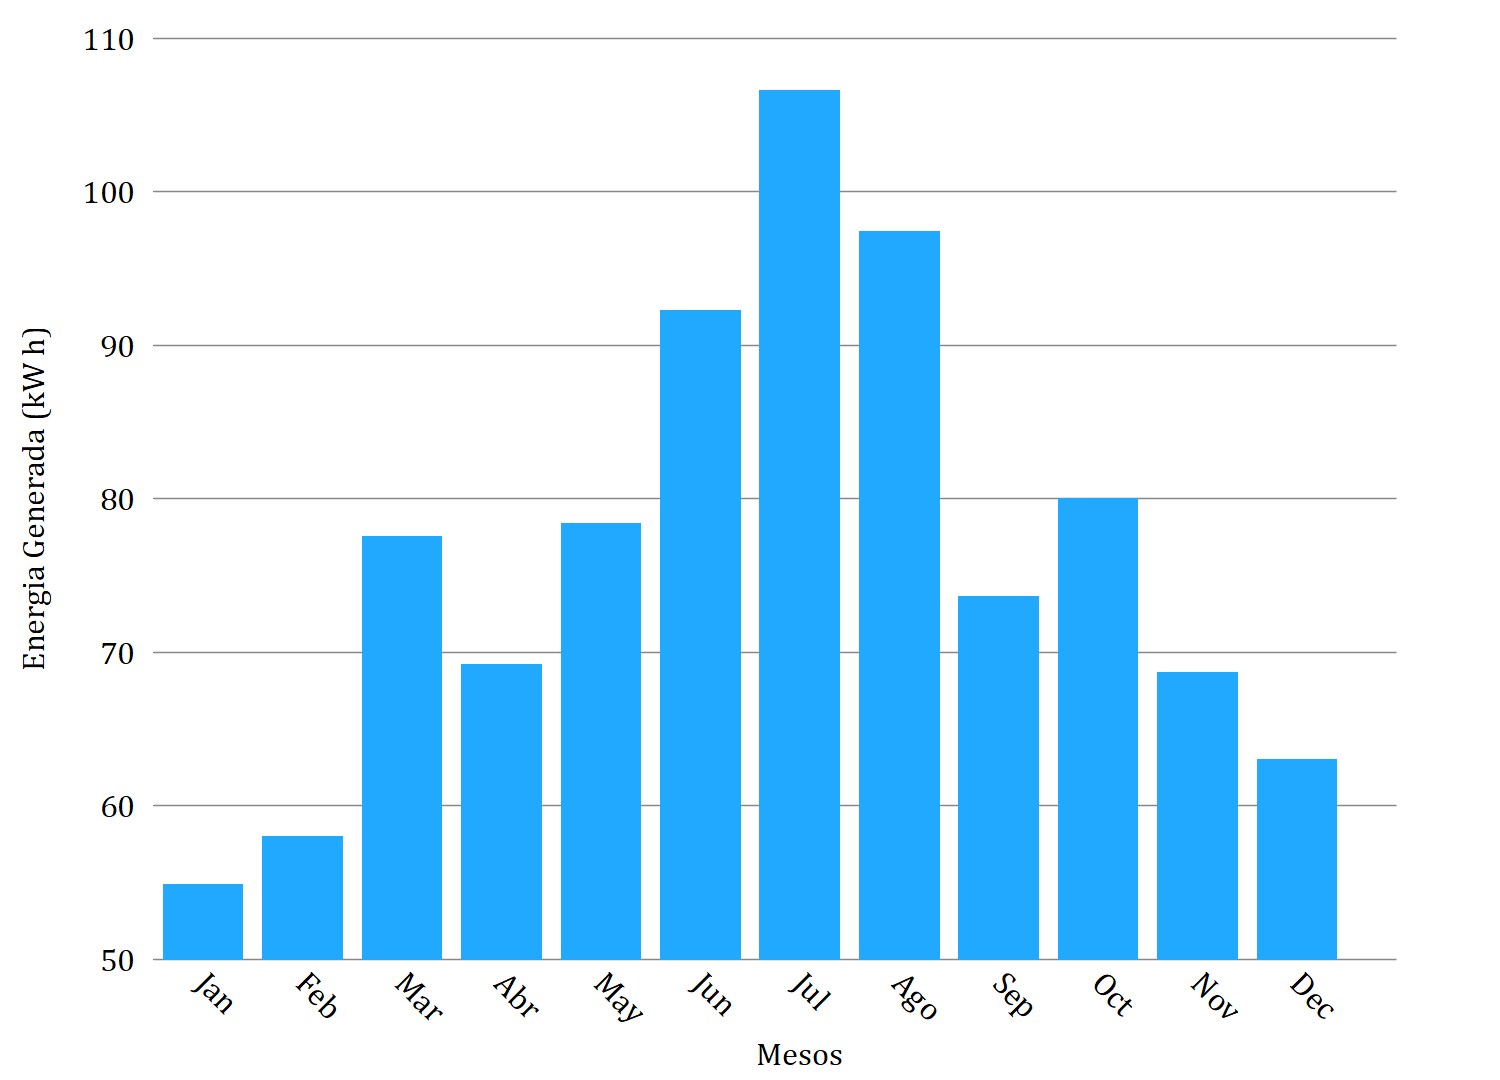 110
100
90
80
70
60
50
Energia Generada (kW h)
Jan
Feb
Mar
Abr
May
Jun
Jul
Ago
Sep
Oct
Nov
Dec
Mesos